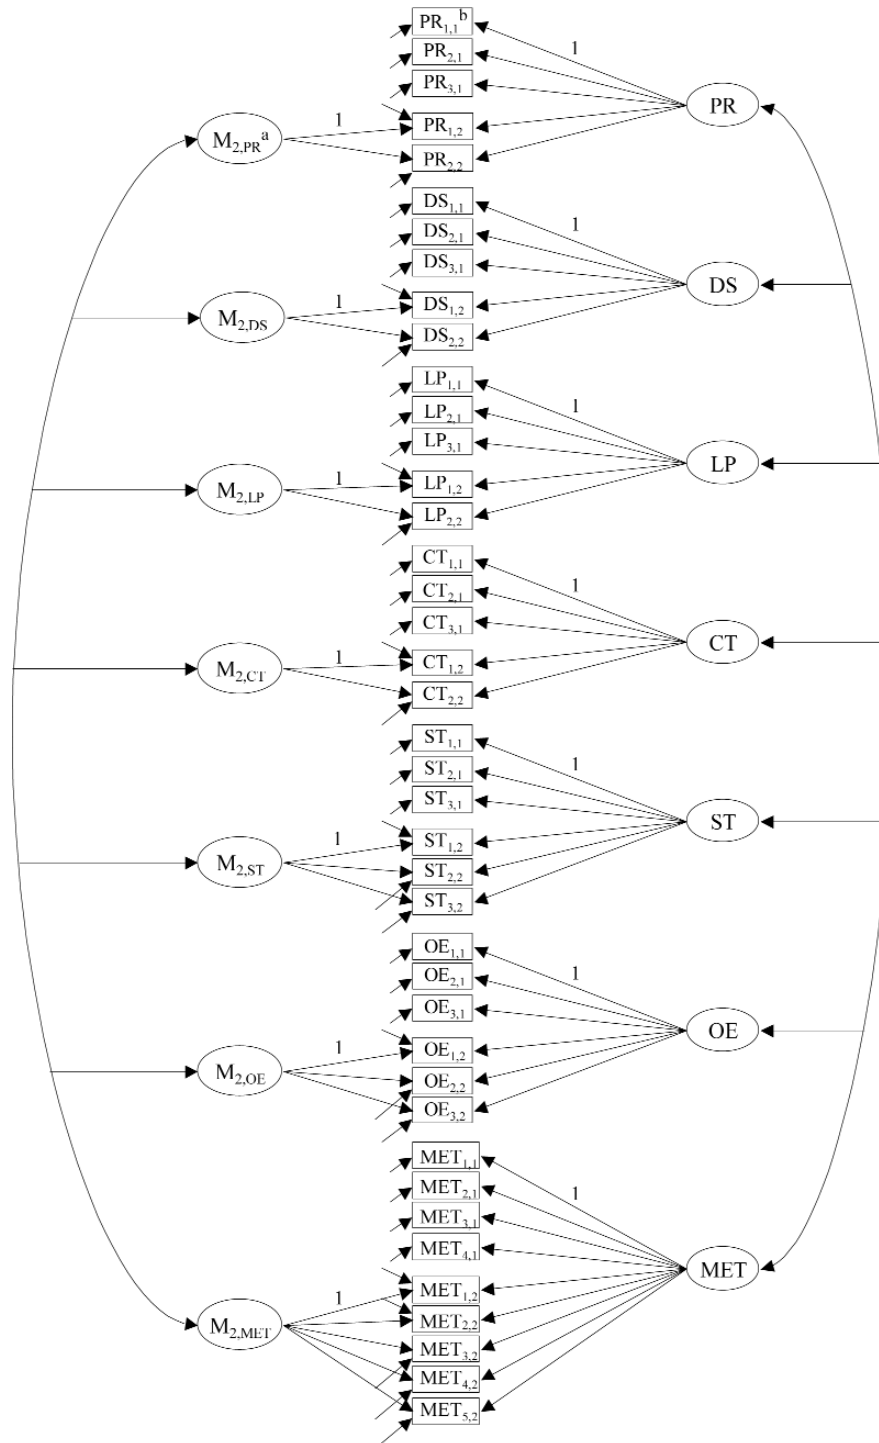 PR1,1 b
1
PR2,1
PR3,1
PR
M2,PR a
1
PR1,2
PR2,2
DS1,1
1
DS2,1
DS3,1
DS
M2,DS
1
DS1,2
DS2,2
LP1,1
1
LP2,1
LP3,1
LP
M2,LP
1
LP1,2
LP2,2
CT1,1
1
CT2,1
CT3,1
CT
M2,CT
1
CT1,2
CT2,2
ST1,1
1
ST2,1
ST3,1
ST
M2,ST
1
ST1,2
ST2,2
ST3,2
OE1,1
1
OE2,1
OE3,1
OE
M2,OE
1
OE1,2
OE2,2
OE3,2
MET1,1
1
MET2,1
MET3,1
MET4,1
MET
M2,MET
1
MET1,2
MET2,2
MET3,2
MET4,2
MET5,2